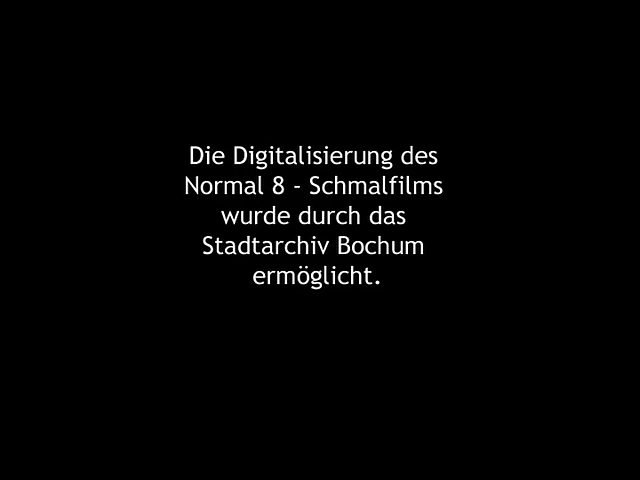 Die Digitalisierung des
Normal 8 - Schmalfilms
wurde durch das
Stadtarchiv Bochum
ermöglicht.